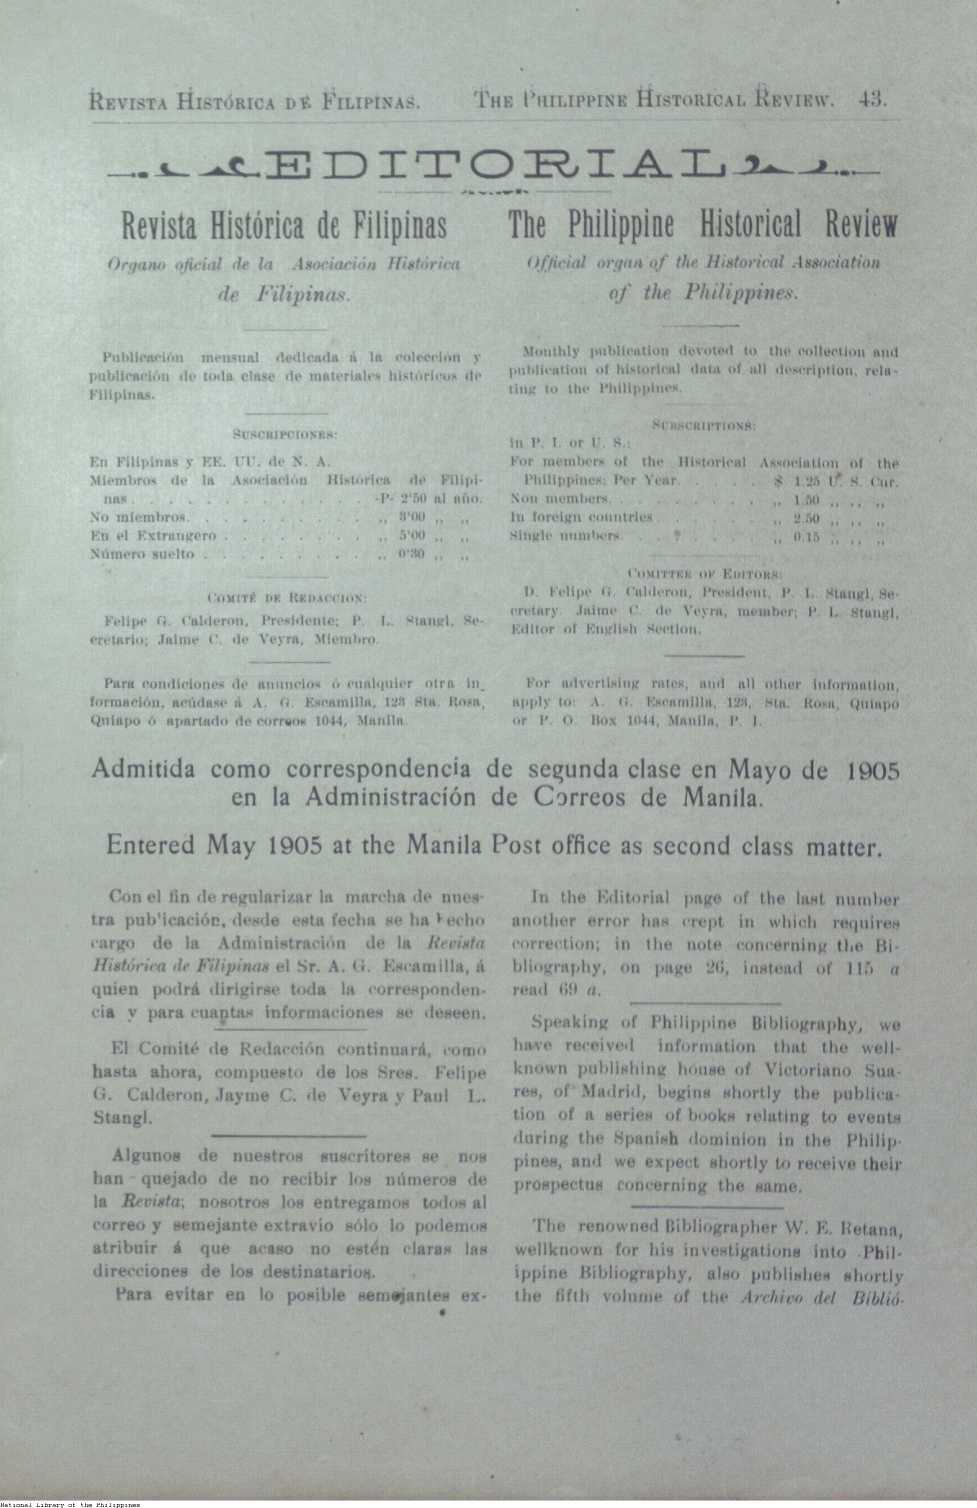 REVISTA HISTÓRICA DE FILIPINAS. THE PHILIPPINE HISTORICAL REVIEW. 43.
EDITORIAL
Revista Histórica de Filipinas
Organo oficial de la Asociación Histórica
de Filipinas.
Publicación mensual dedicada á la colección y
publicación de toda clase de materiales históricos de
Filipinas.
SUSCRIPCIONES:
En Filipinas y EE. UU. de N. A.
Miembros de la Asociación Histórica de Filipi-
nas . . . . . . . . . . . . . -P- 2'50 al año.
No miembros. . . . . . . . . . ,, 3'00 ,, ,,
En el Extrangero . . . . . . . . ,, 5'00 ,, ,,
Número suelto . . . . . . . . . ,, 0'30 ,, ,,
COMITÉ DE REDACCION:
Felipe G. Calderon, Presidente; P. L. Stangl, Se-
cretario; Jaime C. de Veyra, Miembro.
Para condiciones de anuncios ó cualquier otra in_
formación, acúdase á A. G. Escamilla, 123 Sta. Rosa,
Quiapo ó apartado de correos 1044, Manila.
The Philippine Historical Review
Official organ of the Historical Association
of the Philippines.
Monthly publication devoted to the collection and
publication of historical data of all description, rela-
ting to the Philippines.
SUBSCRIPTIONS:
in P. I. or U. S.:
For members of the Historical Association of the
Philippines: Per Year. . . . . $ 1.25 U. S. Cur.
Non members. . . . . . . . . ,, 1.50 ,, ,, ,,
In foreign countries . . . . . . ,, 2.50 ,, ,, ,,
Single numbers. . . . . . . . ,, 0.15 ,, ,, ,,
COMITTEE OF EDITORS:
D. Felipe G. Calderon, President, P. L. Stangl, Se-
cretary. Jaime C. de Veyra, member; P. L. Stangl,
Editor of English Section.
For advertising rates, and all other information,
apply to: A. G. Escamilla, 123, Sta. Rosa, Quiapo
or P. O. Box 1044, Manila, P. I.
Admitida como correspondencia de segunda clase en Mayo de 1905
en la Administración de Correos de Manila.
Entered May 1905 at the Manila Post office as second class matter.
Con el fin de regularizar la marcha de nues-
tra pub'icación, desde esta fecha se ha hecho
cargo de la Administración de la Revista
Histórica de Filipinas el Sr. A. G. Escamilla, á
quien podrá dirigirse toda la corresponden-
cia y para cuantas informaciones se deseen.
El Comité de Redacción continuará, como
hasta ahora, compuesto de los Sres. Felipe
G. Calderon, Jayme C. de Veyra y Paul L.
Stangl.
Algunos de nuestros suscritores se nos
han quejado de no recibir los números de
la Revista; nosotros los entregamos todos al
correo y semejante extravio sólo lo podemos
atribuir á que acaso no estén claras las
direcciones de los destinatarios.
Para evitar en lo posible semejantes ex-
In the Editorial page of the last number
another error has crept in which requires
correction; in the note concerning the Bi-
bliography, on page 26, instead of 115 a
read 69 a.
Speaking of Philippine Bibliography, we
have received information that the well-
known publishing house of Victoriano Sua-
res, of Madrid, begins shortly the publica-
tion of a series of books relating to events
during the Spanish dominion in the Philip-
pines, and we expect shortly to receive their
prospectus concerning the same.
The renowned Bibliographer W. E. Retana,
wellknown for his investigations into Phil-
ippine Bibliography, also publishes shortly
the fifth volume of the Archivo del Biblió-
National Library of the Philippines